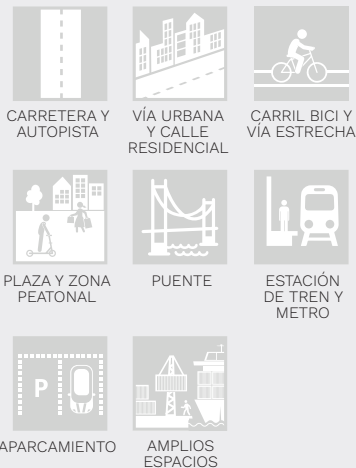 CARRETERA Y
AUTOPISTA
VÍA URBANA
Y CALLE
RESIDENCIAL
CARRIL BICI Y
VÍA ESTRECHA
PLAZA Y ZONA
PEATONAL
PUENTE
ESTACIÓN
DE TREN Y
METRO
P
APARCAMIENTO
AMPLIOS
ESPACIOS